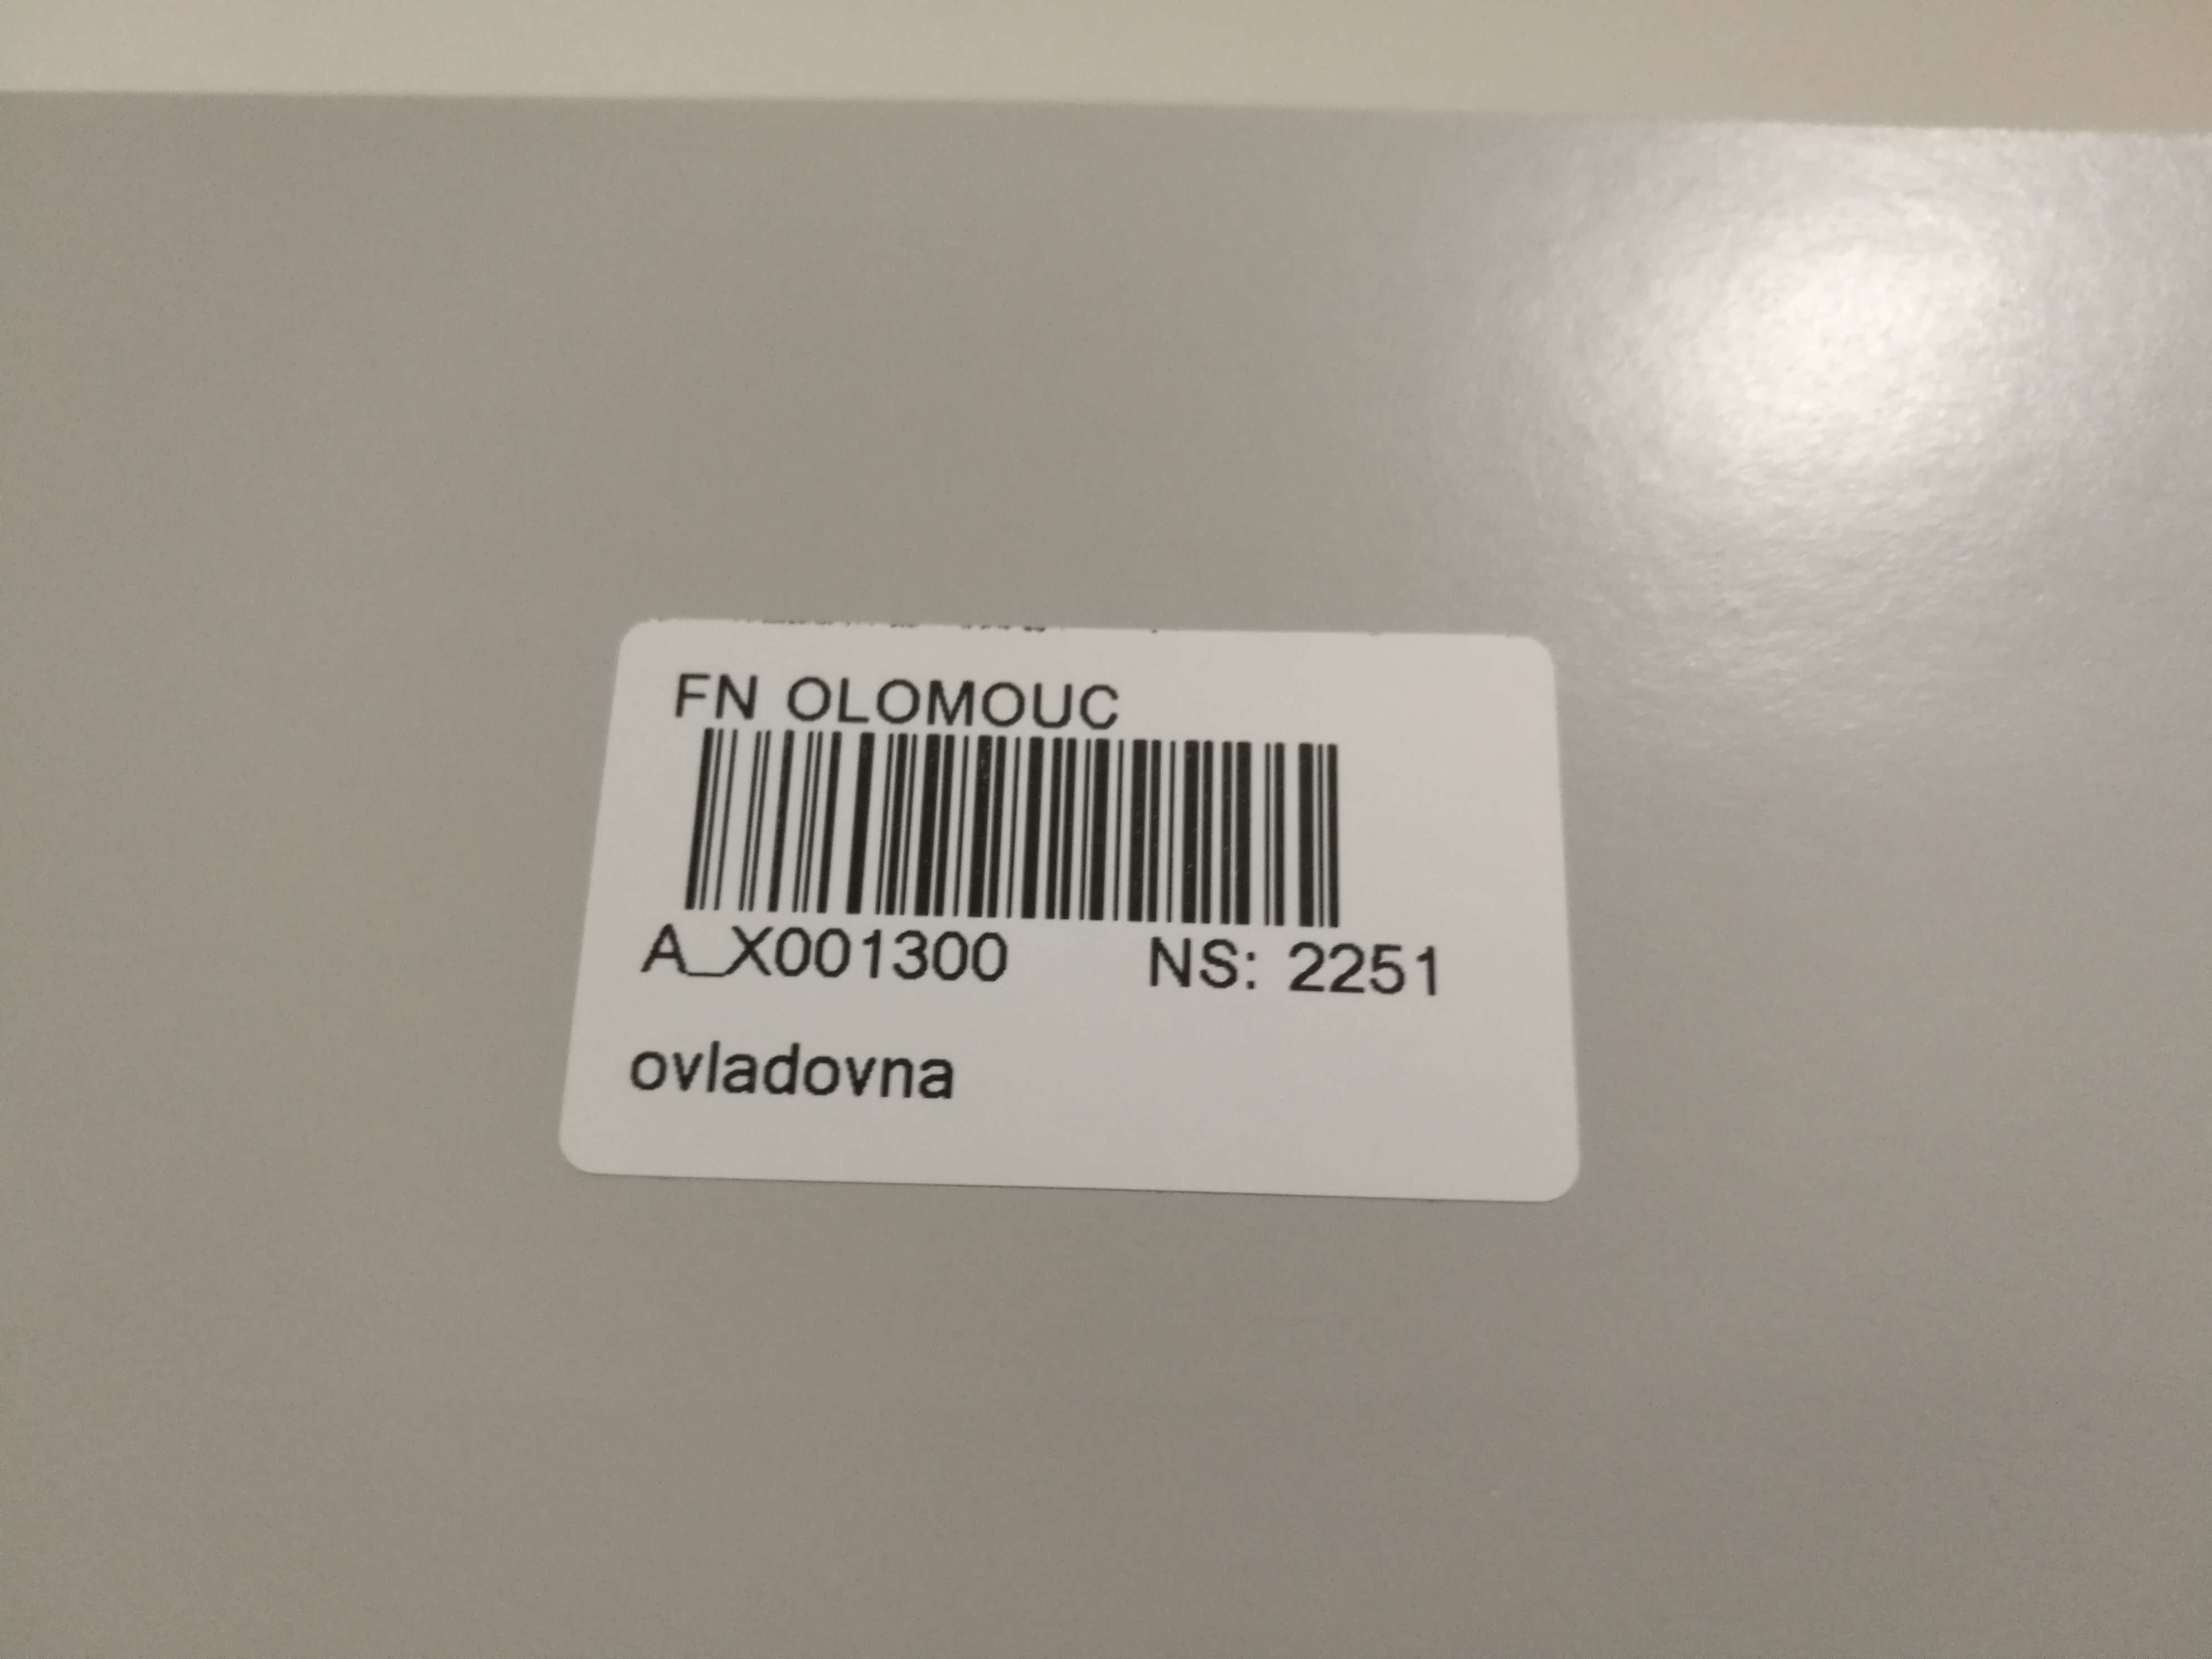 FN OLOMOUC
A_X001300 NS: 2251
ovladovna